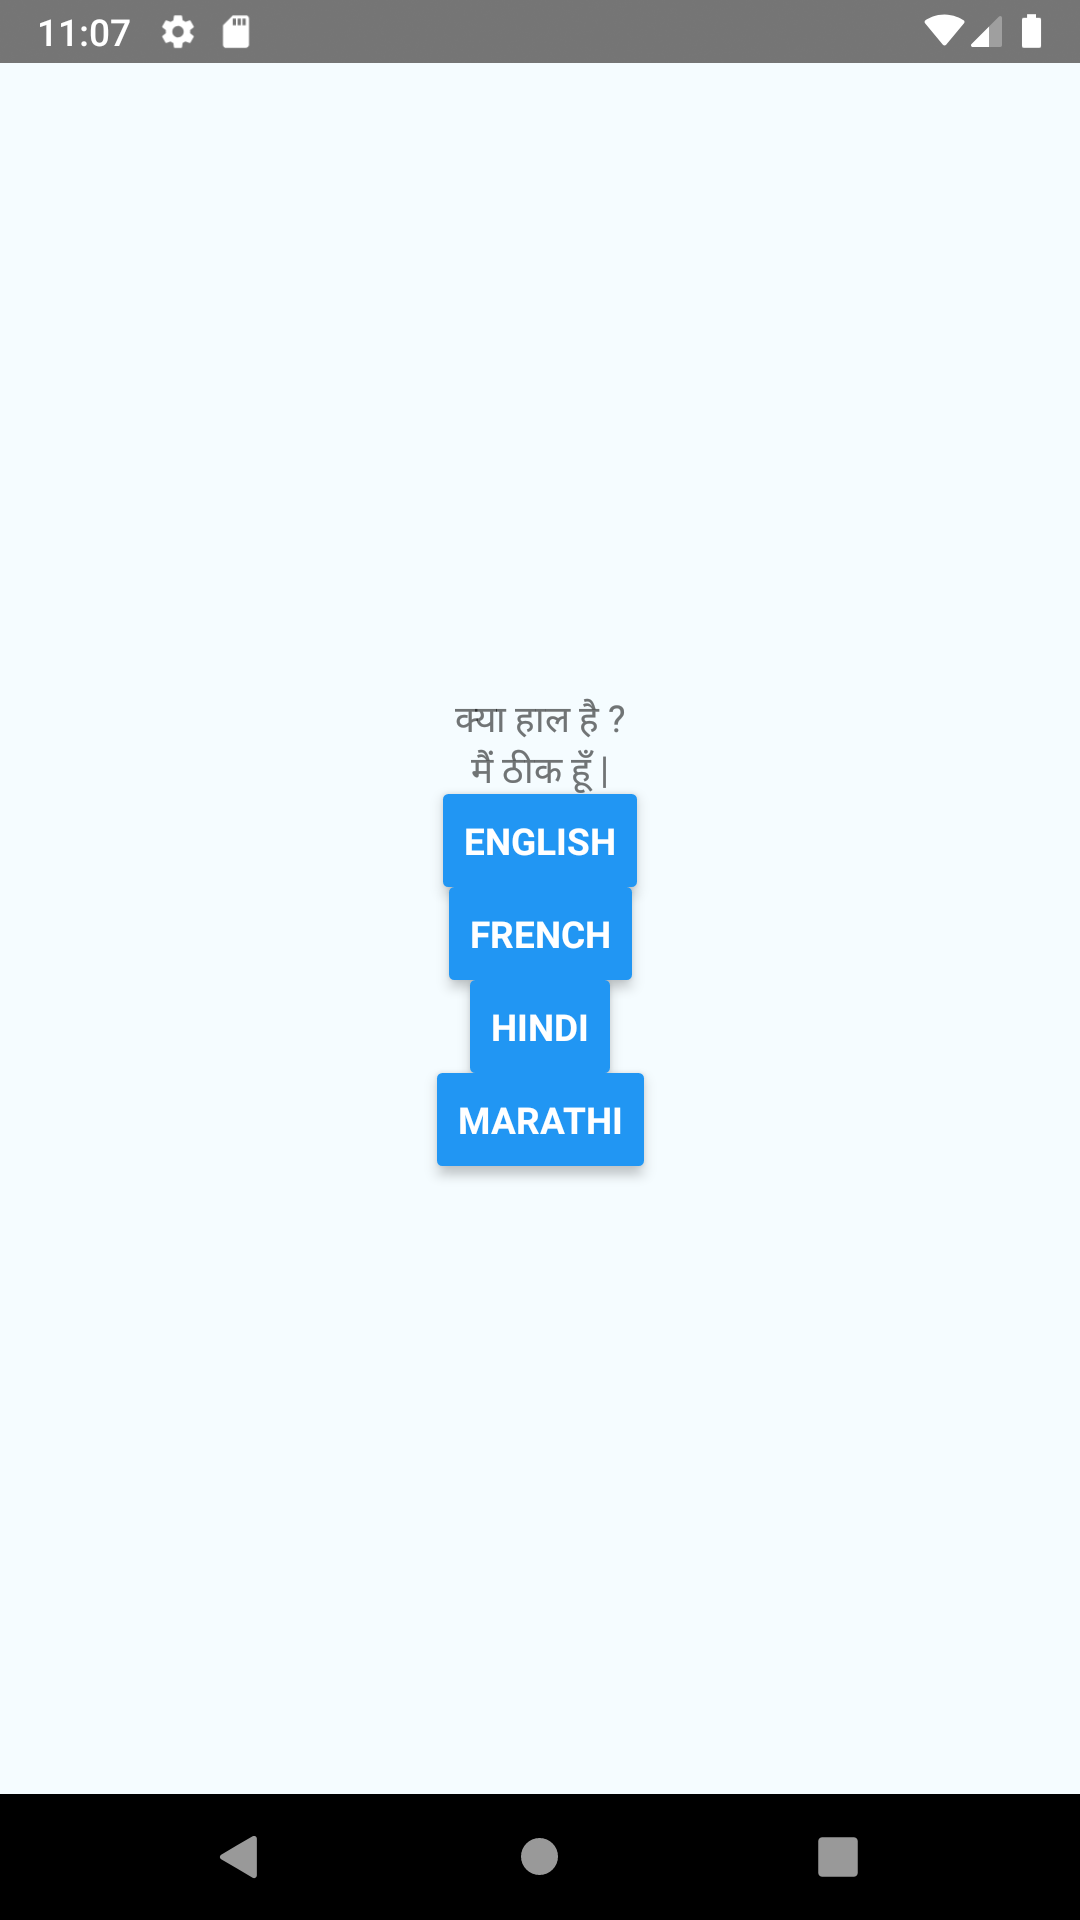 11:07
क्या हाल है ?
मैं ठीक हूँ |
ENGLISH
FRENCH
HINDI
MARATHI